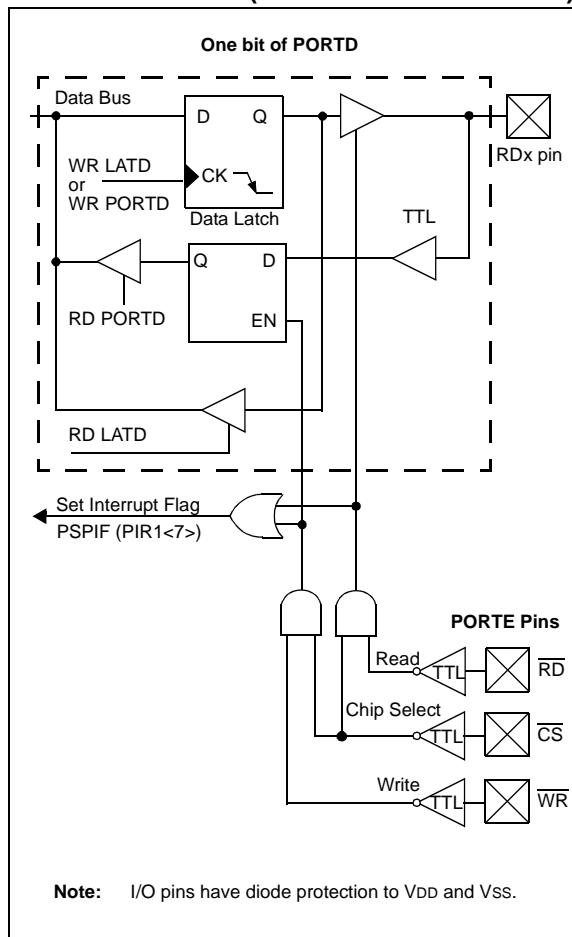 One bit of PORTD
Data Bus
D Q
RDx pin
WR LATD
or
WR PORTD
CK
Data Latch
TTL
Q D
EN
RD PORTD
RD LATD
Set Interrupt Flag
PSPIF (PIR1<7>)
PORTE Pins
Read
TTL
RD
Chip Select
TTL
CS
Write
TTL
WR
Note: I/O pins have diode protection to VDD and VSS.